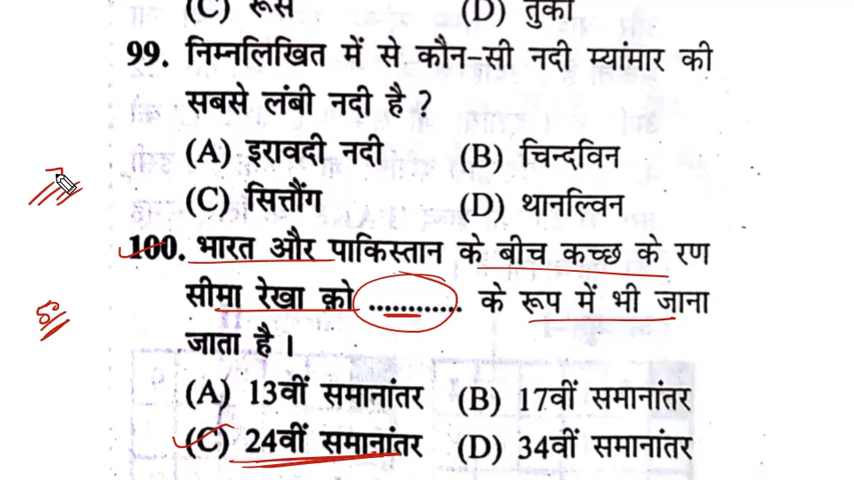 (C) रूस (D) तुर्की
99. निम्नलिखित में से कौन-सी नदी म्यांमार की
सबसे लंबी नदी है ?
(A) इरावदी नदी (B) चिन्दविन
(C) सित्तौंग (D) थानल्विन
100. भारत और पाकिस्तान के बीच कच्छ के रण
सीमा रेखा को ............ के रूप में भी जाना
जाता है ।
(A) 13वीं समानांतर (B) 17वीं समानांतर
(C) 24वीं समानांतर (D) 34वीं समानांतर